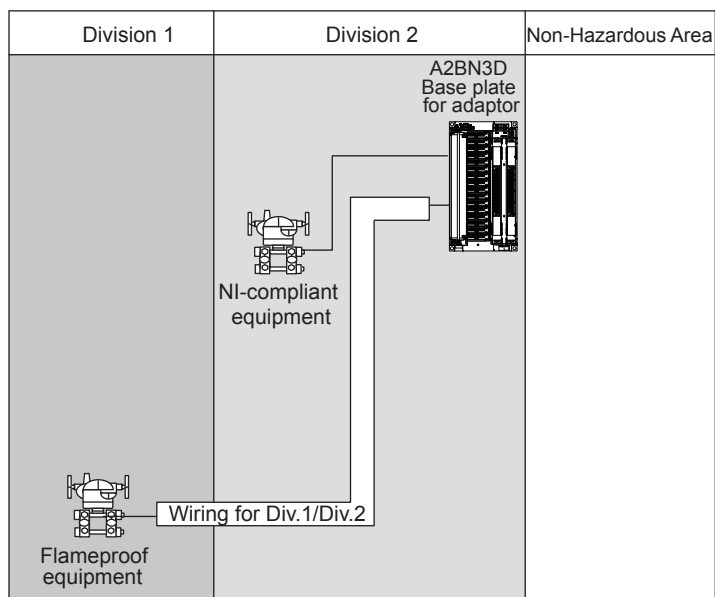 Division 1
Division 2
Non-Hazardous Area
A2BN3D
Base plate
for adaptor
NI-compliant
equipment
Wiring for Div.1/Div.2
Flameproof
equipment